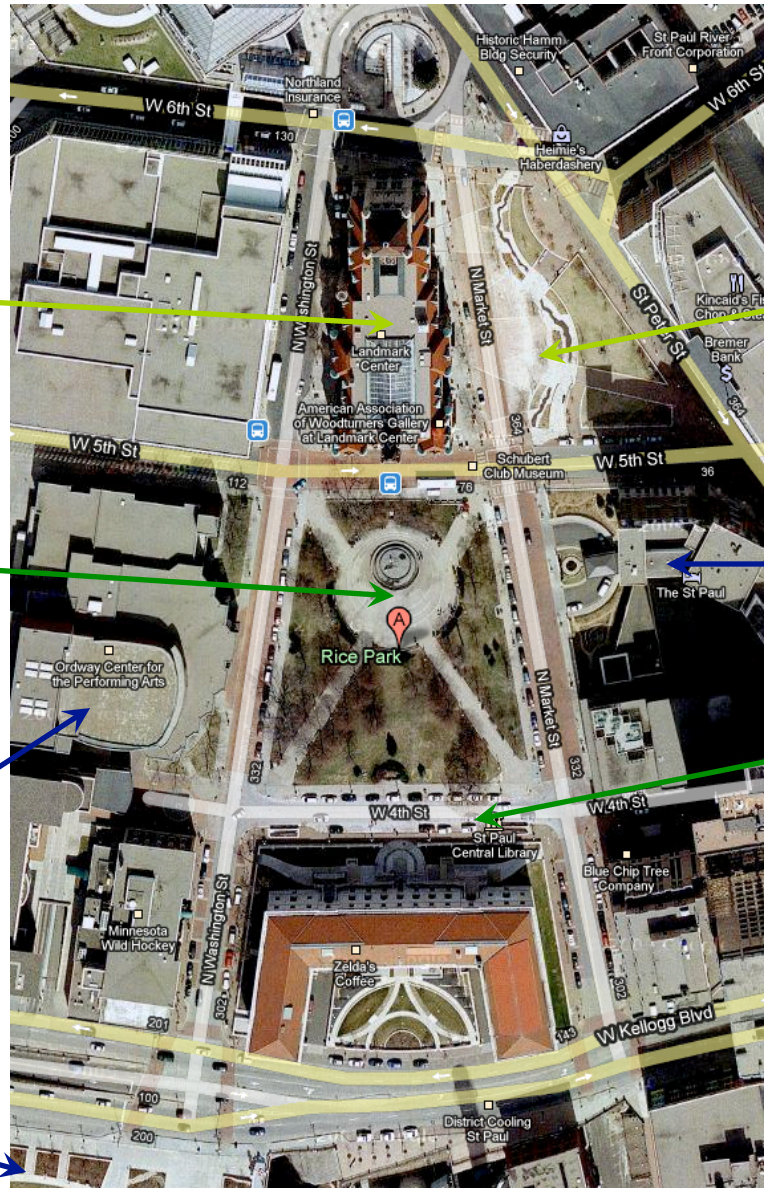 Historic Hamm
Bldg Security
St Paul River
Front Corporation
Northland
Insurance
W 6th St
W 6th St
130
Heimie's
Haberdashery
N Washington St
N Market St
St Peter St
Kincaid's
Chop &
Landmark
Center
Bremer
Bank
$
364
American Association
of Woodturners Gallery
at Landmark Center
364
W 5th St
Schubert
Club Museum
W 5th St
36
112
76
The St Paul
A
Rice Park
Ordway Center for
the Performing Arts
N Market St
332
332
W 4th St
W 4th St
St Paul
Central Library
Blue Chip Tree
Company
Minnesota
Wild Hockey
N Washington St
Zelda's
Coffee
302
302
201
143
W Kellogg Blvd
100
200
District Cooling
St Paul